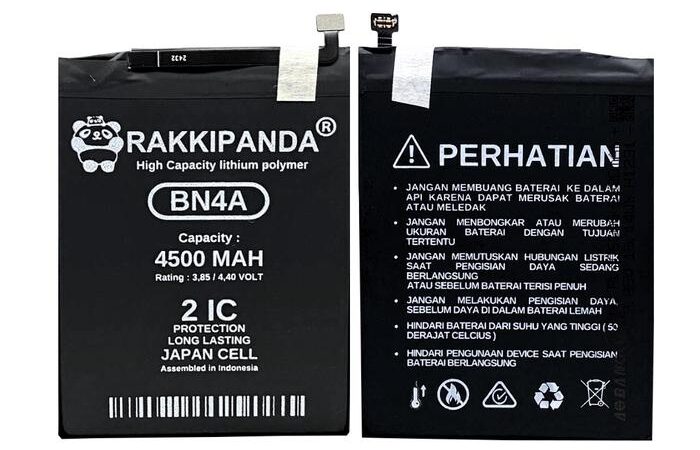 2432
RAKKIPANDA®
High Capacity lithium polymer
BN4A
Capacity :
4500 MAH
Rating : 3,85 / 4,40 VOLT
2 IC
PROTECTION
LONG LASTING
JAPAN CELL
Assembled in Indonesia
PERHATIAN
• JANGAN MEMBUANG BATERAI KE DALAM
API KARENA DAPAT MERUSAK BATERAI
ATAU MELEDAK
• JANGAN MENBONGKAR ATAU MERUBAH
UKURAN BATERAI DENGAN TUJUAN
TERTENTU
• JANGAN MEMUTUSKAN HUBUNGAN LISTRIK
SAAT PENGISIAN DAYA SEDANG
BERLANGSUNG
ATAU SEBELUM BATERAI TERISI PENUH
• JANGAN MELAKUKAN PENGISIAN DAYA,
SEBELUM DAYA DI DALAM BATERAI LEMAH
• HINDARI BATERAI DARI SUHU YANG TINGGI ( 50
DERAJAT CELCIUS )
• HINDARI PENGUNAAN DEVICE SAAT PENGISIAN
BATERAI BERLANGSUNG